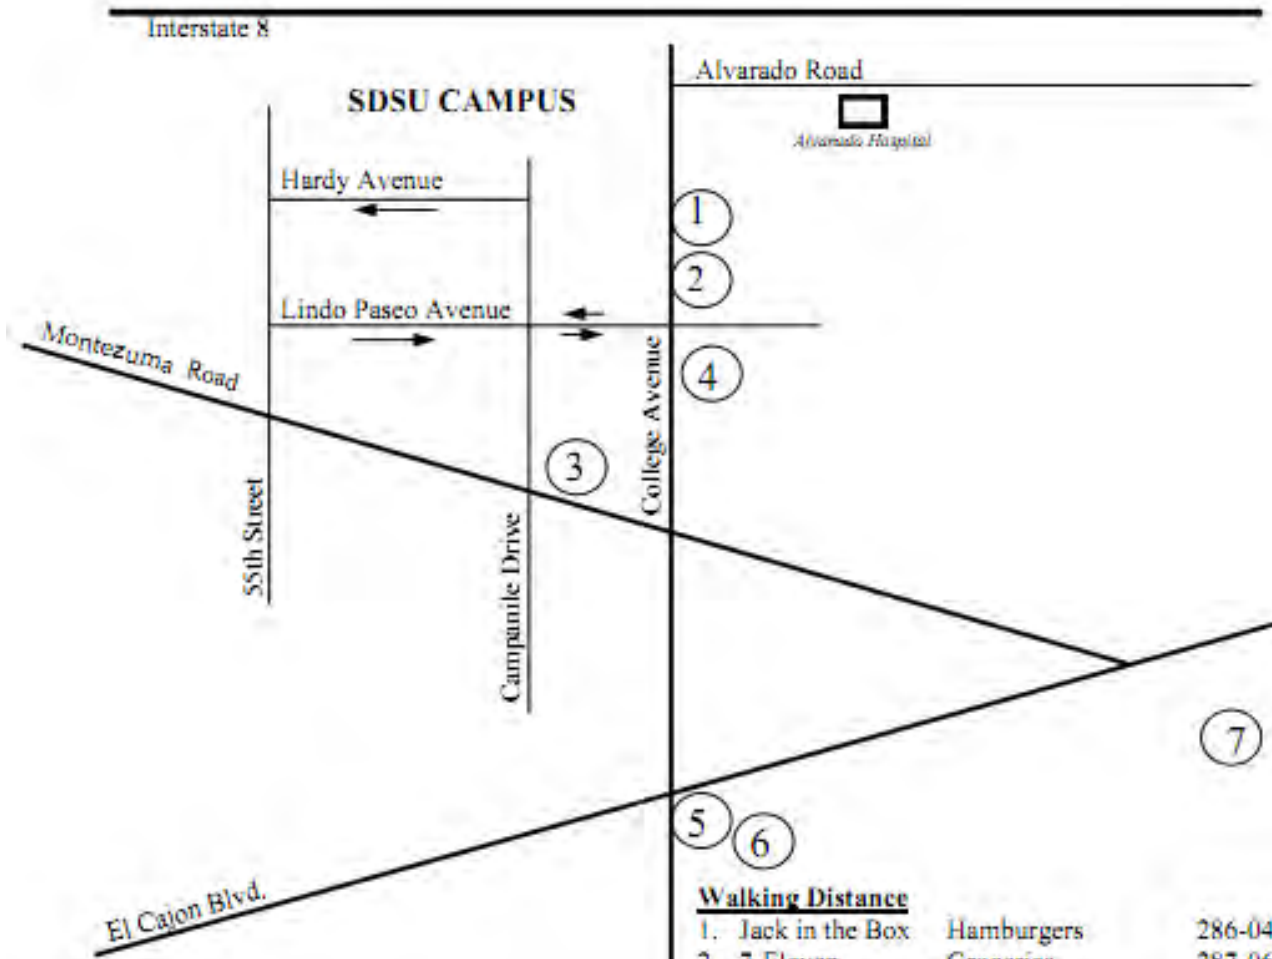 Interstate 8
Alvarado Road
SDSU CAMPUS
Alvarado Hospital
Hardy Avenue
1
2
Lindo Paseo Avenue
Montezuma Road
4
College Avenue
3
55th Street
Campanile Drive
7
5
6
El Cajon Blvd.
Walking Distance
1. Jack in the Box Hamburgers 286-04